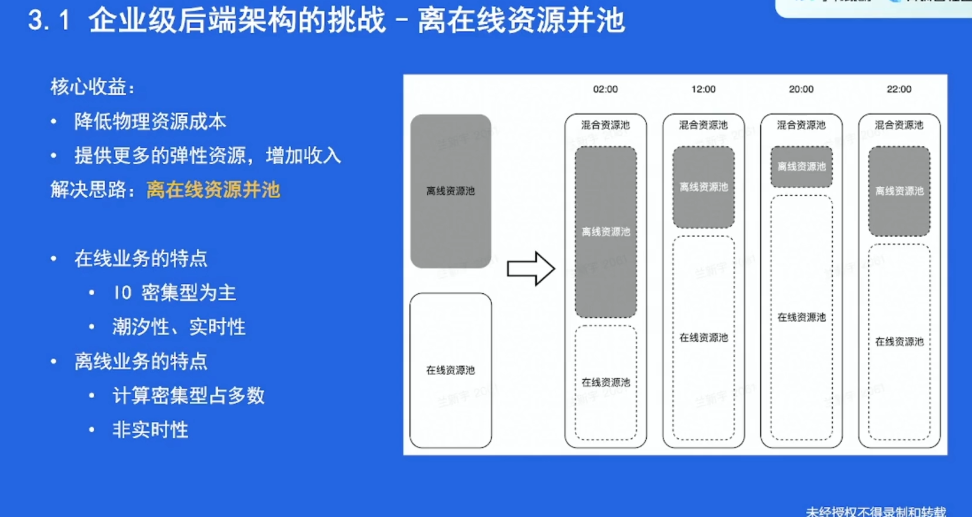 3.1 企业级后端架构的挑战 - 离在线资源并池
核心收益：
• 降低物理资源成本
• 提供更多的弹性资源，增加收入
解决思路：离在线资源并池
• 在线业务的特点
• IO 密集型为主
• 潮汐性、实时性
• 离线业务的特点
• 计算密集型占多数
• 非实时性
离线资源池
在线资源池
02:00
混合资源池
离线资源池
在线资源池
12:00
混合资源池
离线资源池
在线资源池
20:00
混合资源池
离线资源池
在线资源池
22:00
混合资源池
离线资源池
在线资源池
未经授权不得录制和转载